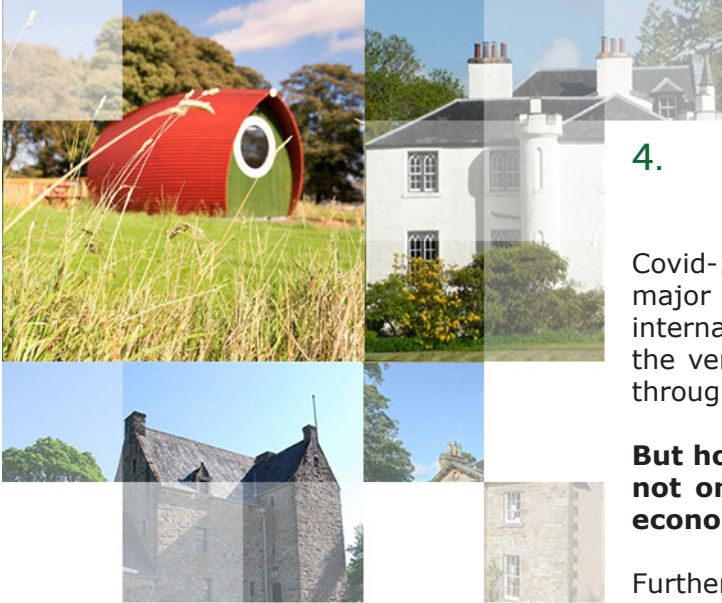 4.
Covid-
major
interna
the ver
throug
But ho
not on
econo
Further